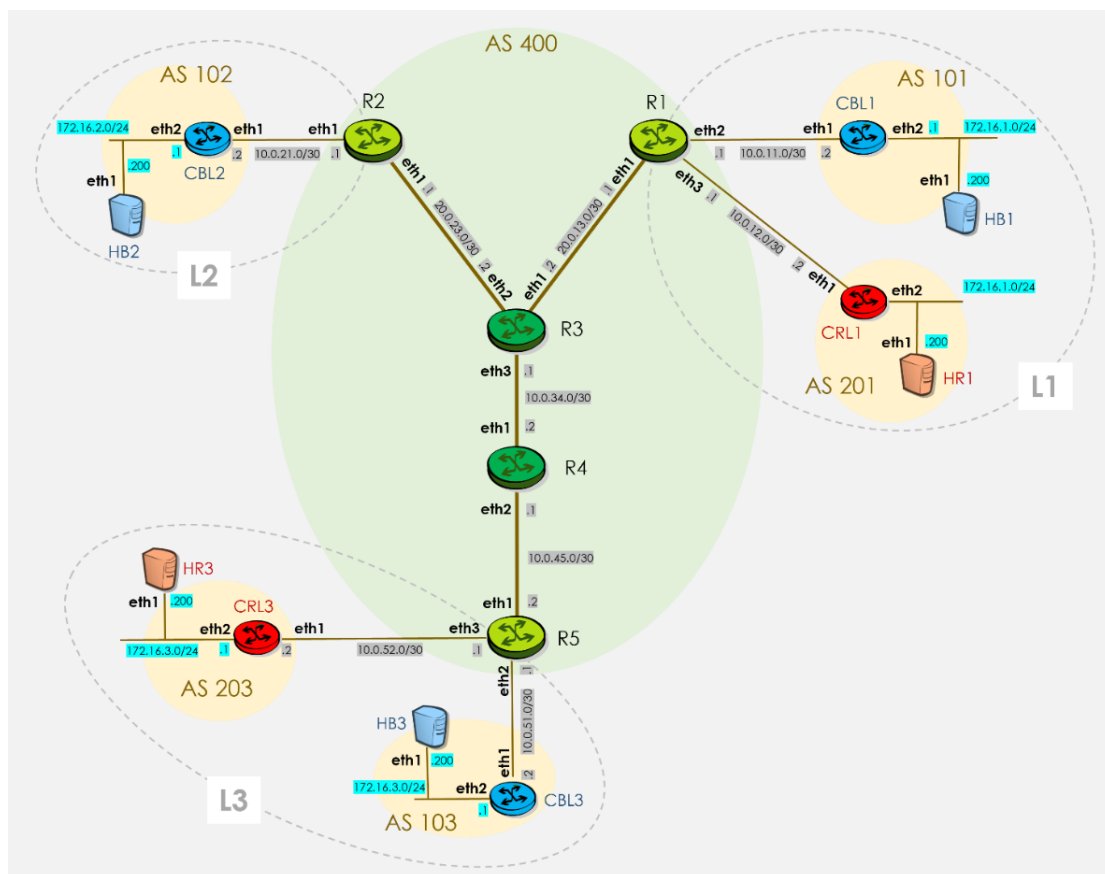 AS 400
AS 102
R2
R1
AS 101
CBL1
172.16.2.0/24
eth2
eth1
eth1
.1
CBL2
.2
10.0.21.0/30
.1
.200
eth1
HB2
L2
eth2
.1
10.0.11.0/30
eth1
.2
eth2
.1
172.16.1.0/24
eth1
.200
HB1
eth1
.1
20.0.23.0/30
.2
eth2
eth1
.1
20.0.13.0/30
.2
eth1
eth3
.1
10.0.12.0/30
.2
eth1
eth2
172.16.1.0/24
CRL1
eth1
.200
HR1
AS 201
L1
R3
eth3
.1
10.0.34.0/30
eth1
.2
R4
eth2
.1
10.0.45.0/30
eth1
.2
R5
HR3
eth1
.200
CRL3
eth2
eth1
172.16.3.0/24
.1
.2
10.0.52.0/30
eth3
.1
AS 203
eth2
.1
10.0.51.0/30
eth1
.2
HB3
eth1
.200
172.16.3.0/24
eth2
.1
CBL3
AS 103
L3